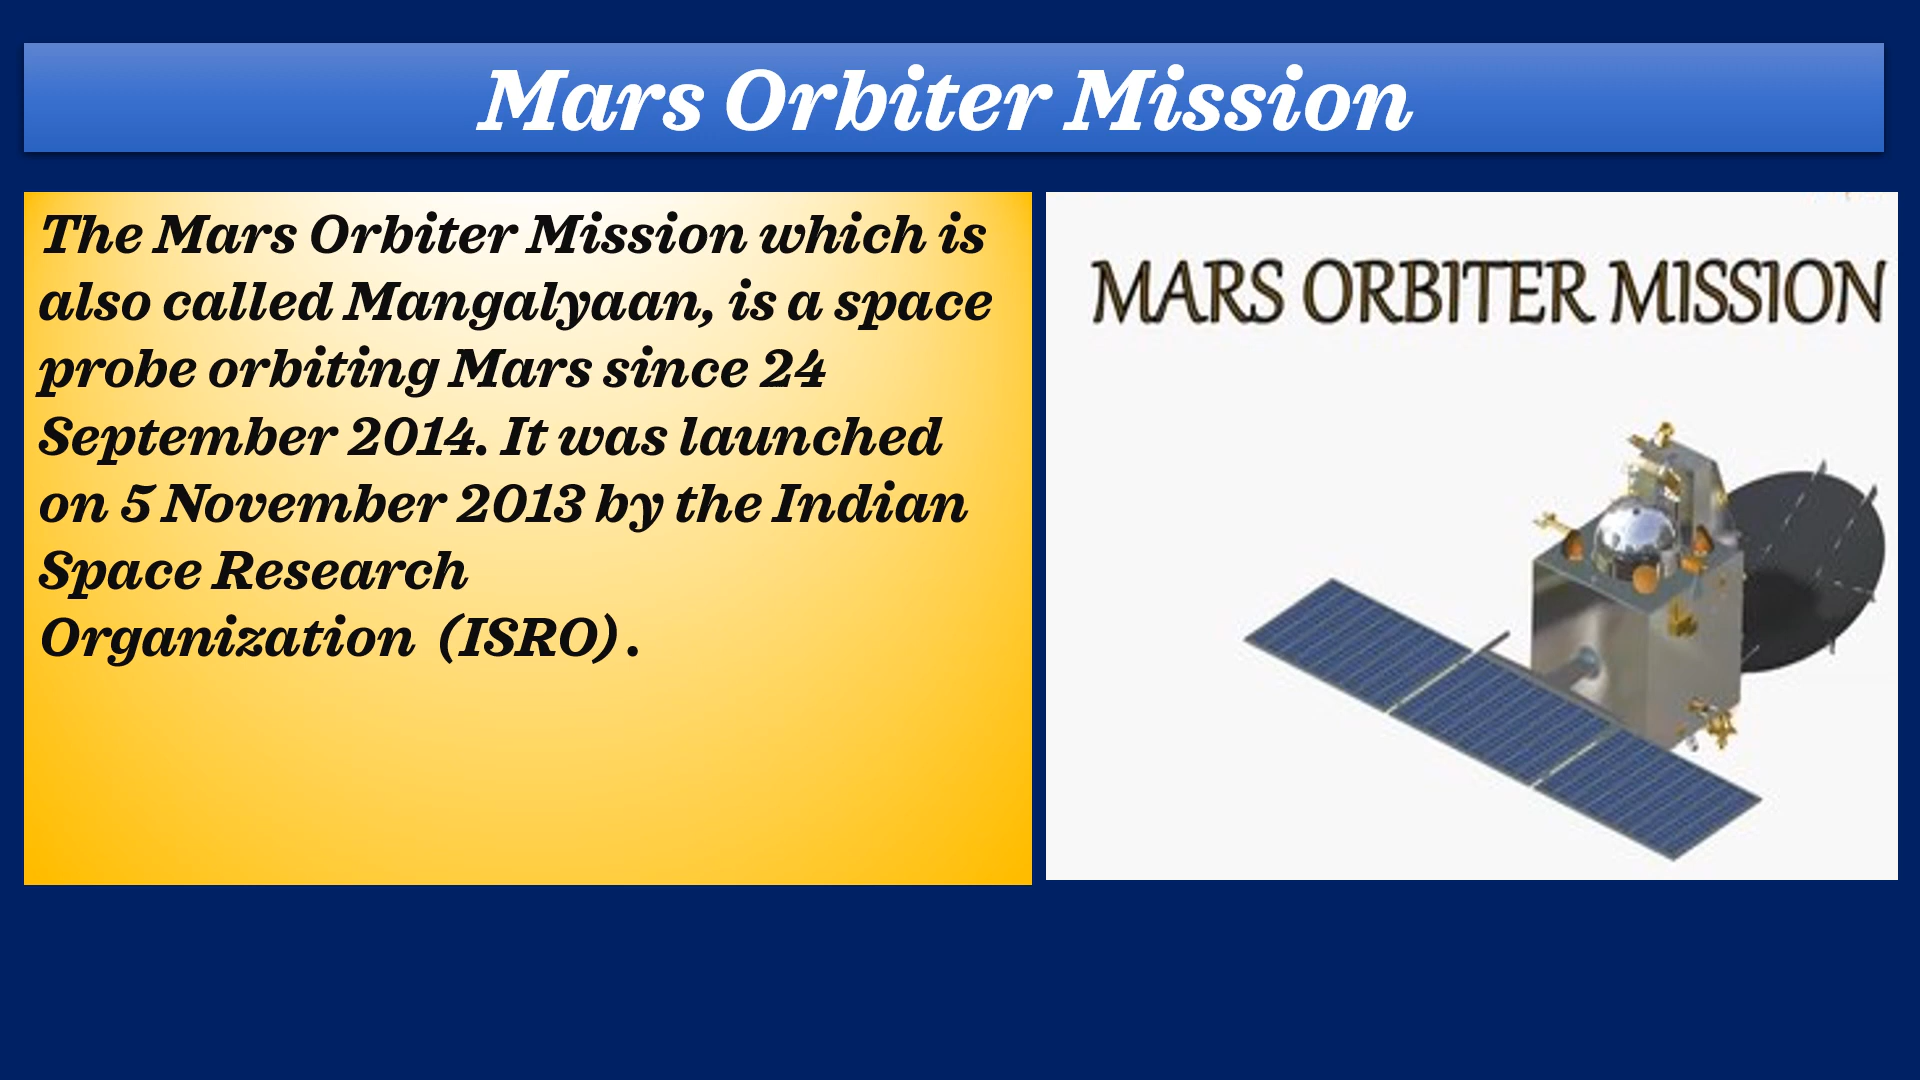 Mars Orbiter Mission
The Mars Orbiter Mission which is
also called Mangalyaan, is a space
probe orbiting Mars since 24
September 2014. It was launched
on 5 November 2013 by the Indian
Space Research
Organization (ISRO) .
MARS ORBITER MISSION